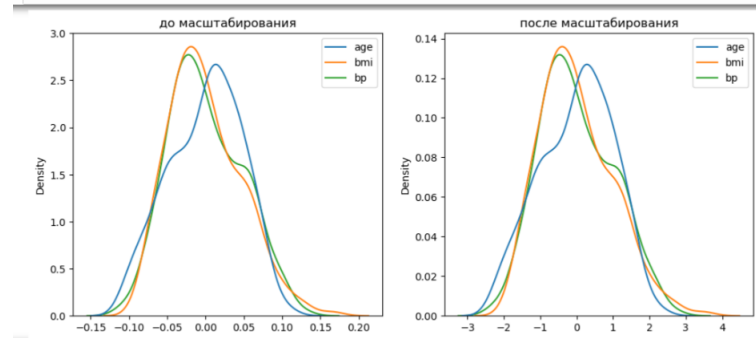 до масштабирования
3.0
2.5
2.0
1.5
1.0
0.5
0.0
Density
age
bmi
bp
−0.15 −0.10 −0.05 0.00 0.05 0.10 0.15 0.20
после масштабирования
0.14
0.12
0.10
0.08
0.06
0.04
0.02
0.00
Density
age
bmi
bp
−3 −2 −1 0 1 2 3 4